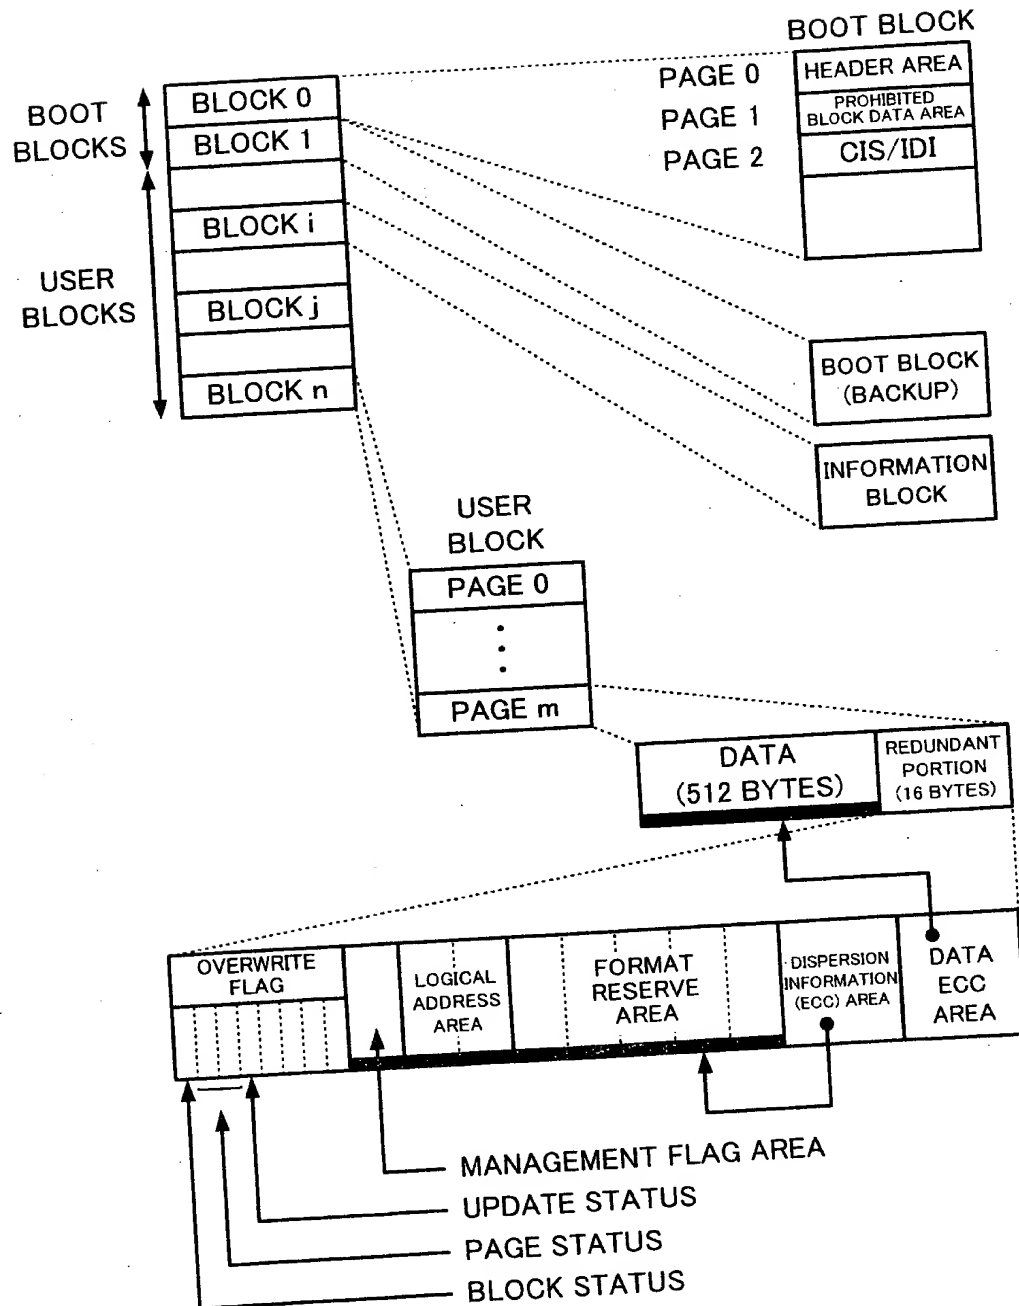 BOOT BLOCK
PAGE 0
HEADER AREA
PAGE 1
PROHIBITED
BLOCK DATA AREA
PAGE 2
CIS/IDI
BOOT
BLOCKS
BLOCK 0
BLOCK 1
BLOCK i
USER
BLOCKS
BLOCK j
BLOCK n
BOOT BLOCK
(BACKUP)
INFORMATION
BLOCK
USER
BLOCK
PAGE 0
PAGE m
DATA
(512 BYTES)
REDUNDANT
PORTION
(16 BYTES)
OVERWRITE
FLAG
LOGICAL
ADDRESS
AREA
FORMAT
RESERVE
AREA
DISPERSION
INFORMATION
(ECC) AREA
DATA
ECC
AREA
MANAGEMENT FLAG AREA
UPDATE STATUS
PAGE STATUS
BLOCK STATUS